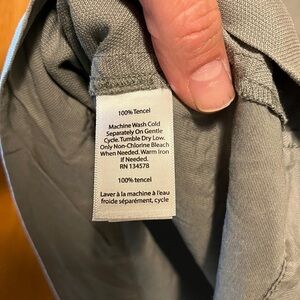 100% Tencel
Machine Wash Cold
Separately On Gentle
Cycle. Tumble Dry Low.
Only Non-Chlorine Bleach
When Needed. Warm Iron
If Needed.
RN 134578
100% tencel
Laver à la machine à l'eau
froide séparément, cycle